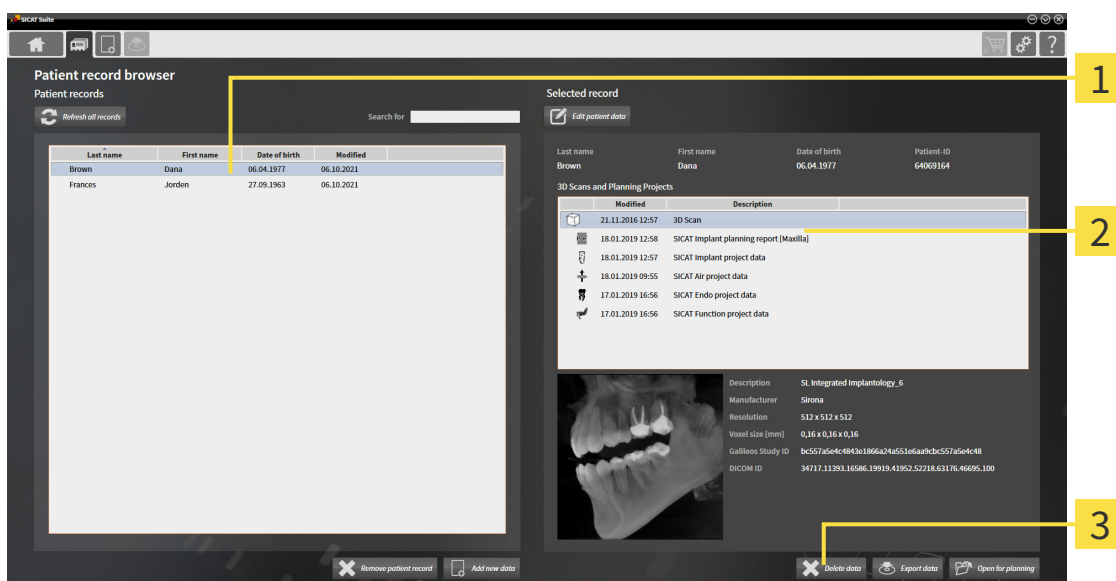 SICAT Suite
?
Patient record browser
Patient records
Refresh all records
Search for
Last name First name Date of birth Modified
Brown Dana 06.04.1977 06.10.2021
Frances Jorden 27.09.1963 06.10.2021
Remove patient record Add new data
Selected record
Edit patient data
Last name First name Date of birth Patient-ID
Brown Dana 06.04.1977 64069164
3D Scans and Planning Projects
Modified Description
21.11.2016 12:57 3D Scan
PDF 18.01.2019 12:58 SICAT Implant planning report [Maxilla]
18.01.2019 12:57 SICAT Implant project data
18.01.2019 09:55 SICAT Air project data
17.01.2019 16:56 SICAT Endo project data
17.01.2019 16:56 SICAT Function project data
Description SL Integrated Implantology_6
Manufacturer Sirona
Resolution 512 x 512 x 512
Voxel size [mm] 0,16 x 0,16 x 0,16
Galileos Study ID bc557a5e4c4843e1866a24a551e6aa9cbc557a5e4c48
DICOM ID 34717.11393.16586.19919.41952.52218.63176.46695.100
Delete data Export data Open for planning
1
2
3